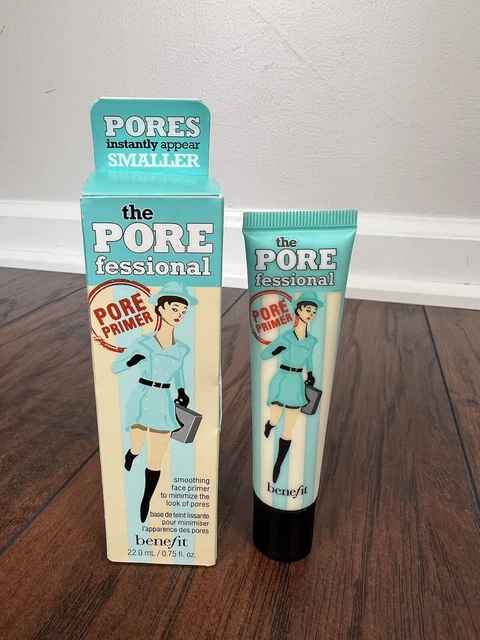 PORES
instantly appear
SMALLER
the
PORE
fessional
PORE
PRIMER
smoothing
face primer
to minimize the
look of pores
base de teint lissante
pour minimiser
l'apparence des pores
benefit
22.0 mL / 0.75 fl. oz.
the
PORE
fessional
PORE
PRIMER
benefit